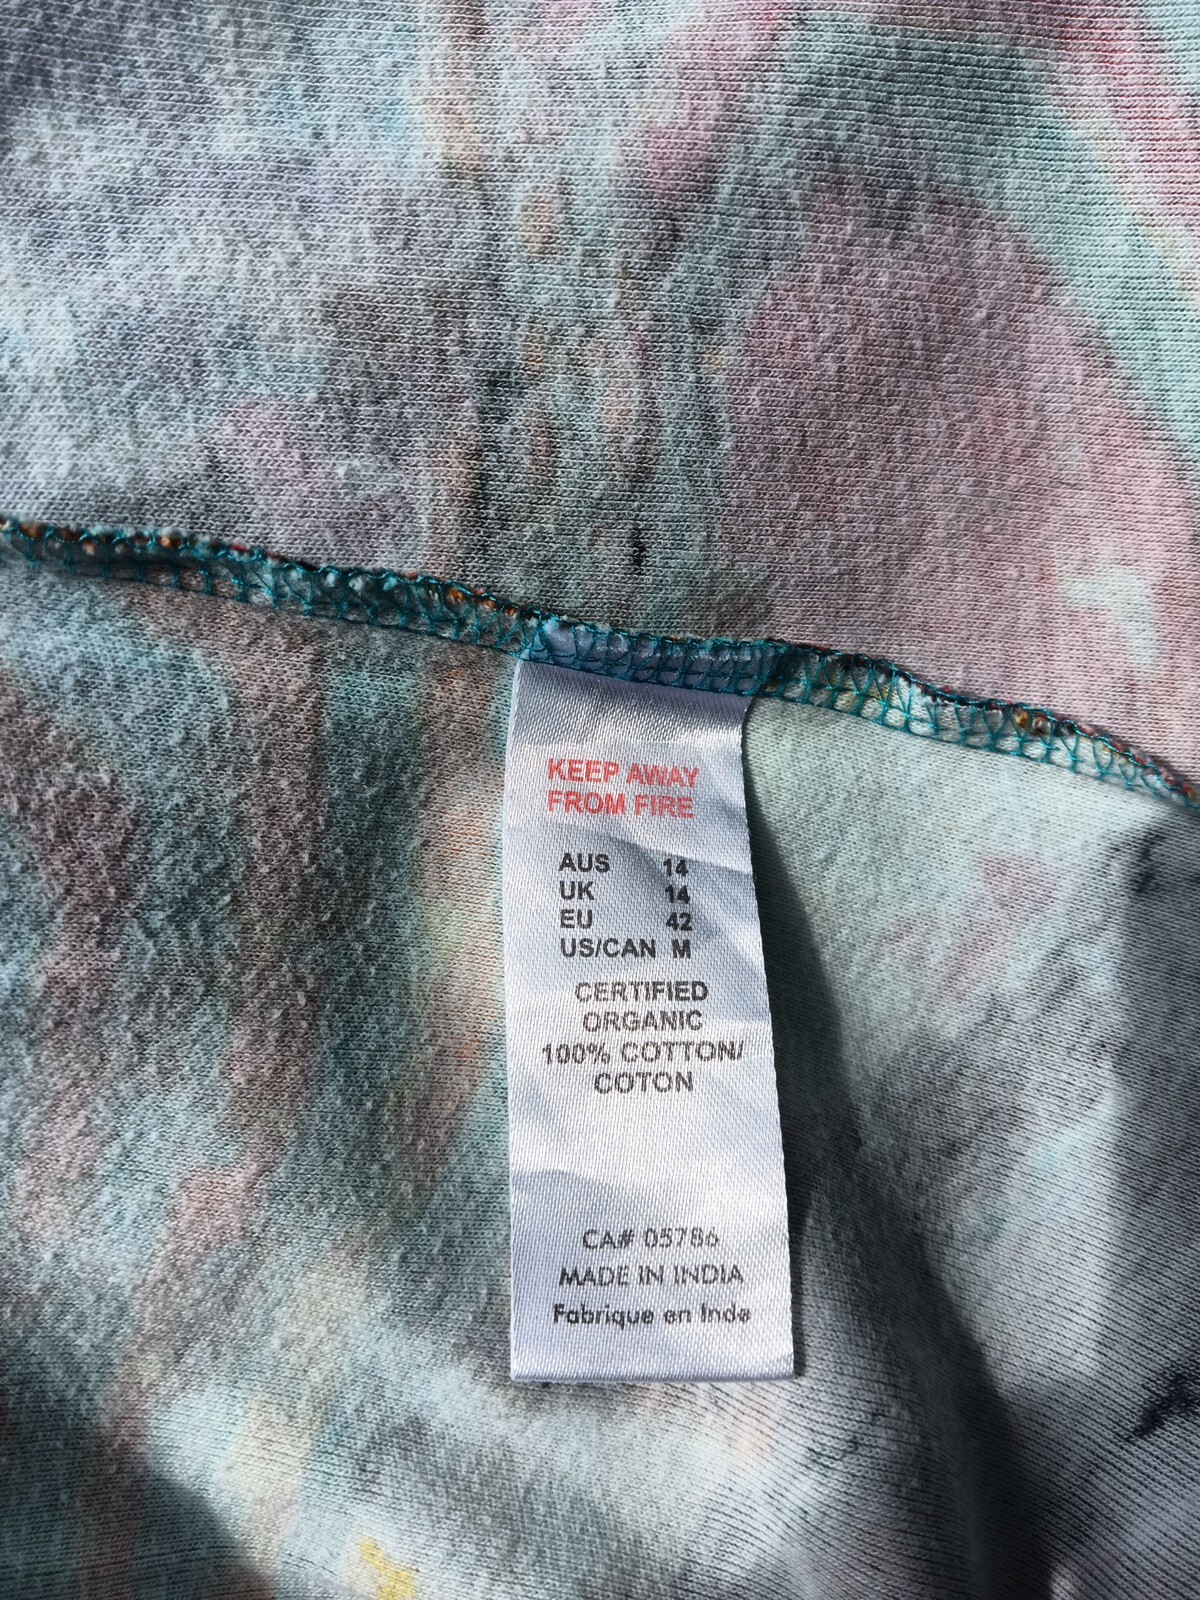 KEEP AWAY
FROM FIRE
AUS 14
UK 14
EU 42
US/CAN M
CERTIFIED
ORGANIC
100% COTTON/
COTON
CA# 05786
MADE IN INDIA
Fabrique en Inde